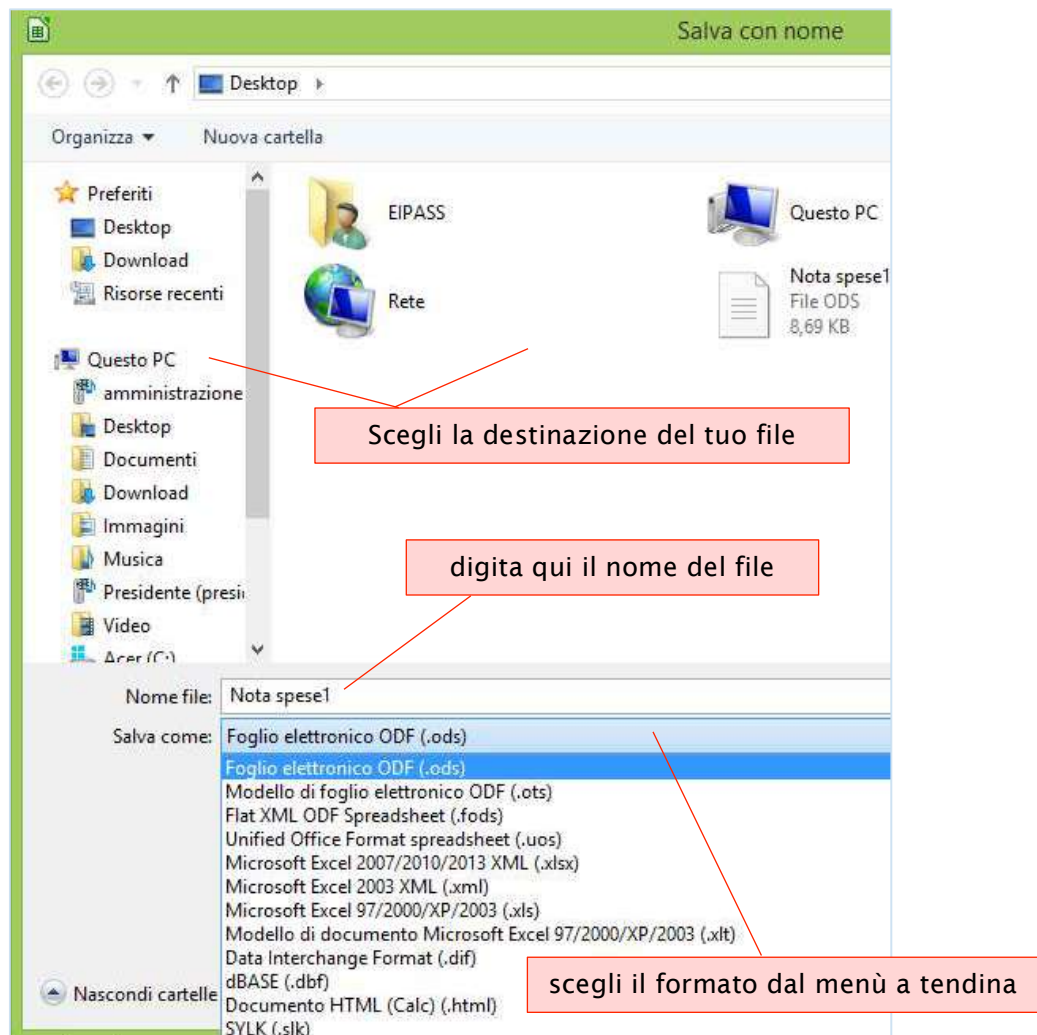 Salva con nome
Desktop
Organizza
Nuova cartella
Preferiti
Desktop
Download
Risorse recenti
Questo PC
amministrazione
Desktop
Documenti
Download
Immagini
Musica
Presidente (presi
Video
Acer (C:)
EIPASS
Questo PC
Rete
Nota spese1
File ODS
8,69 KB
Scegli la destinazione del tuo file
digita qui il nome del file
Nome file: Nota spese1
Salva come: Foglio elettronico ODF (.ods)
Foglio elettronico ODF (.ods)
Modello di foglio elettronico ODF (.ots)
Flat XML ODF Spreadsheet (.fods)
Unified Office Format spreadsheet (.uos)
Microsoft Excel 2007/2010/2013 XML (.xlsx)
Microsoft Excel 2003 XML (.xml)
Microsoft Excel 97/2000/XP/2003 (.xls)
Modello di documento Microsoft Excel 97/2000/XP/2003 (.xlt)
Data Interchange Format (.dif)
dBASE (.dbf)
Documento HTML (Calc) (.html)
SYLK (.slk)
scegli il formato dal menù a tendina
Nascondi cartelle